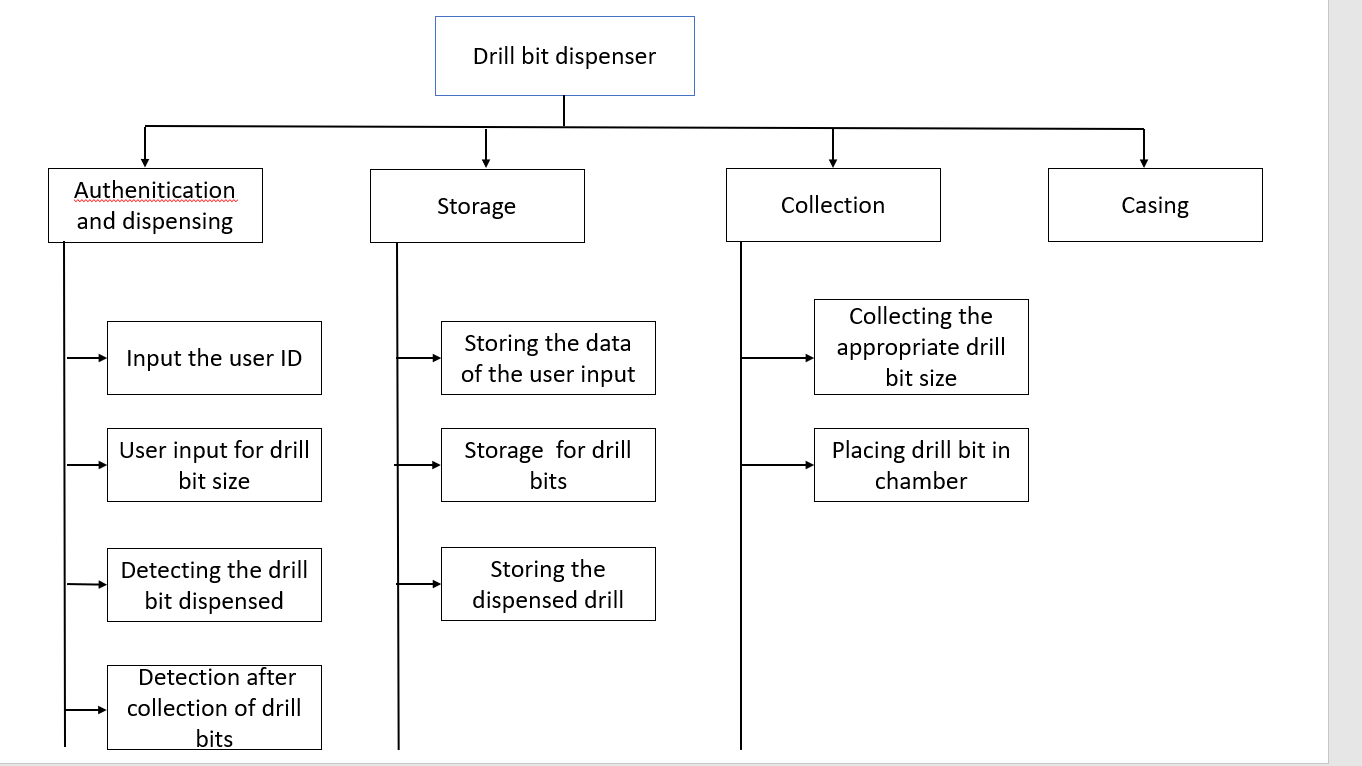 Drill bit dispenser
Authenitication
and dispensing
Storage
Collection
Casing
Input the user ID
User input for drill
bit size
Detecting the drill
bit dispensed
Detection after
collection of drill
bits
Storing the data
of the user input
Storage  for drill
bits
Storing the
dispensed drill
Collecting the
appropriate drill
bit size
Placing drill bit in
chamber